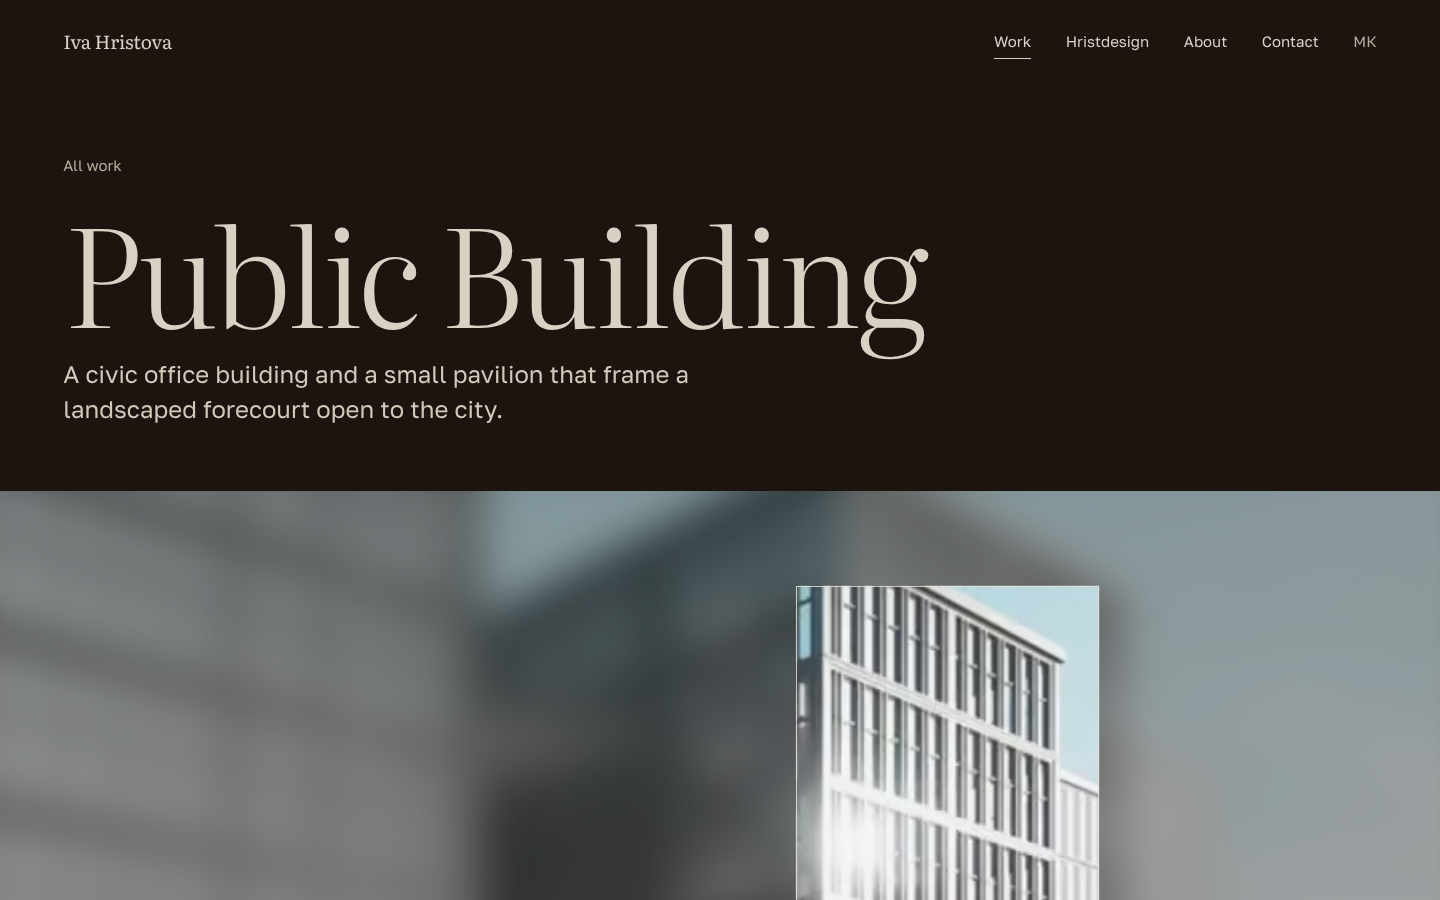 Iva Hristova
Work
Hristdesign
About
Contact
MK
All work
Public Building
A civic office building and a small pavilion that frame a
landscaped forecourt open to the city.